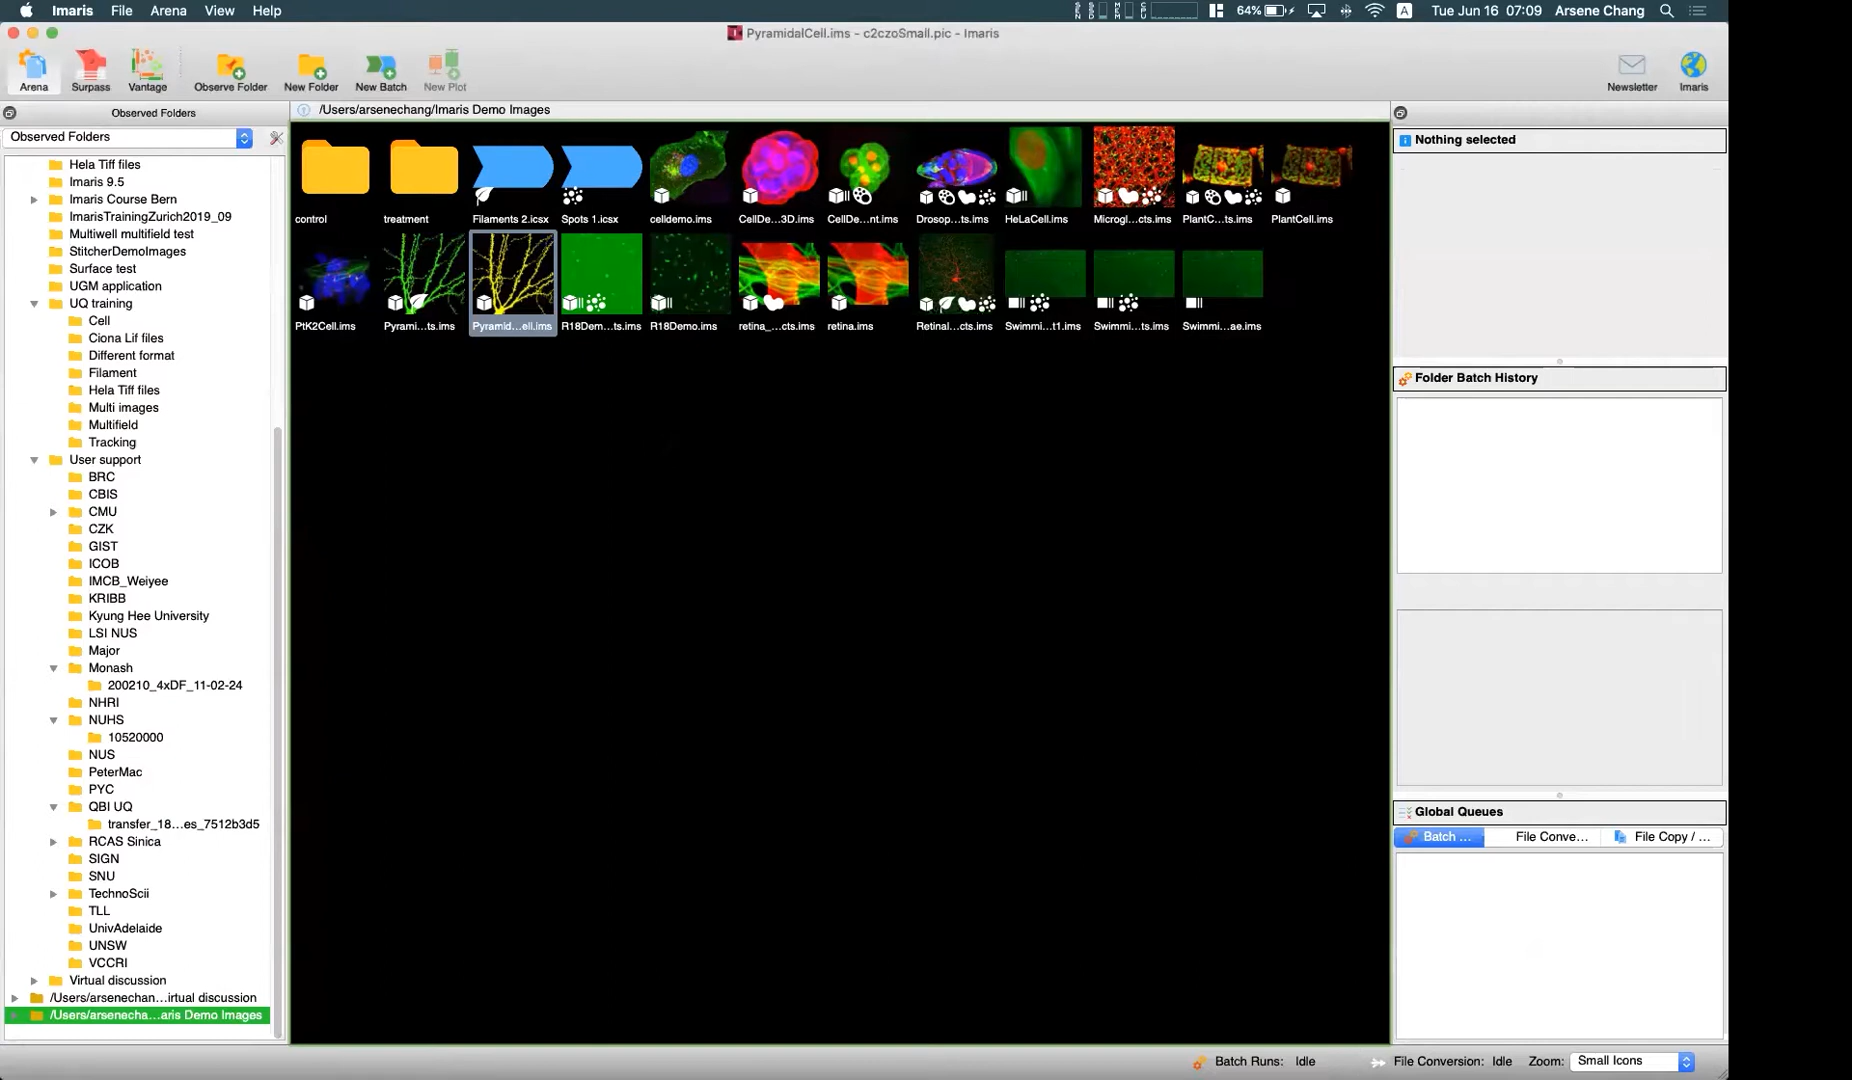 Imaris File Arena View Help
64% A Tue Jun 16 07:09 Arsene Chang
PyramidalCell.ims - c2czoSmall.pic - Imaris
Arena Surpass Vantage Observe Folder New Folder New Batch New Plot Newsletter Imaris
Observed Folders
Observed Folders
Hela Tiff files
Imaris 9.5
Imaris Course Bern
ImarisTrainingZurich2019_09
Multiwell multifield test
StitcherDemoImages
Surface test
UGM application
UQ training
Cell
Ciona Lif files
Different format
Filament
Hela Tiff files
Multi images
Multifield
Tracking
User support
BRC
CBIS
CMU
CZK
GIST
ICOB
IMCB_Weiyee
KRIBB
Kyung Hee University
LSI NUS
Major
Monash
200210_4xDF_11-02-24
NHRI
NUHS
10520000
NUS
PeterMac
PYC
QBI UQ
transfer_18...es_7512b3d5
RCAS Sinica
SIGN
SNU
TechnoScii
TLL
UnivAdelaide
UNSW
VCCRI
Virtual discussion
/Users/arsenechan...irtual discussion
/Users/arsenecha...aris Demo Images
/Users/arsenechang/Imaris Demo Images
control treatment Filaments 2.icsx Spots 1.icsx celldemo.ims CellDe...3D.ims CellDe...nt.ims Drosop...ts.ims HeLaCell.ims Microgl...cts.ims PlantC...ts.ims PlantCell.ims
PtK2Cell.ims Pyrami...ts.ims Pyramid...ell.ims R18Dem...ts.ims R18Demo.ims retina_...cts.ims retina.ims Retinal...cts.ims Swimmi...t1.ims Swimmi...ts.ims Swimmi...ae.ims
Nothing selected
Folder Batch History
Global Queues
Batch ... File Conve... File Copy / ...
Batch Runs: Idle File Conversion: Idle Zoom: Small Icons